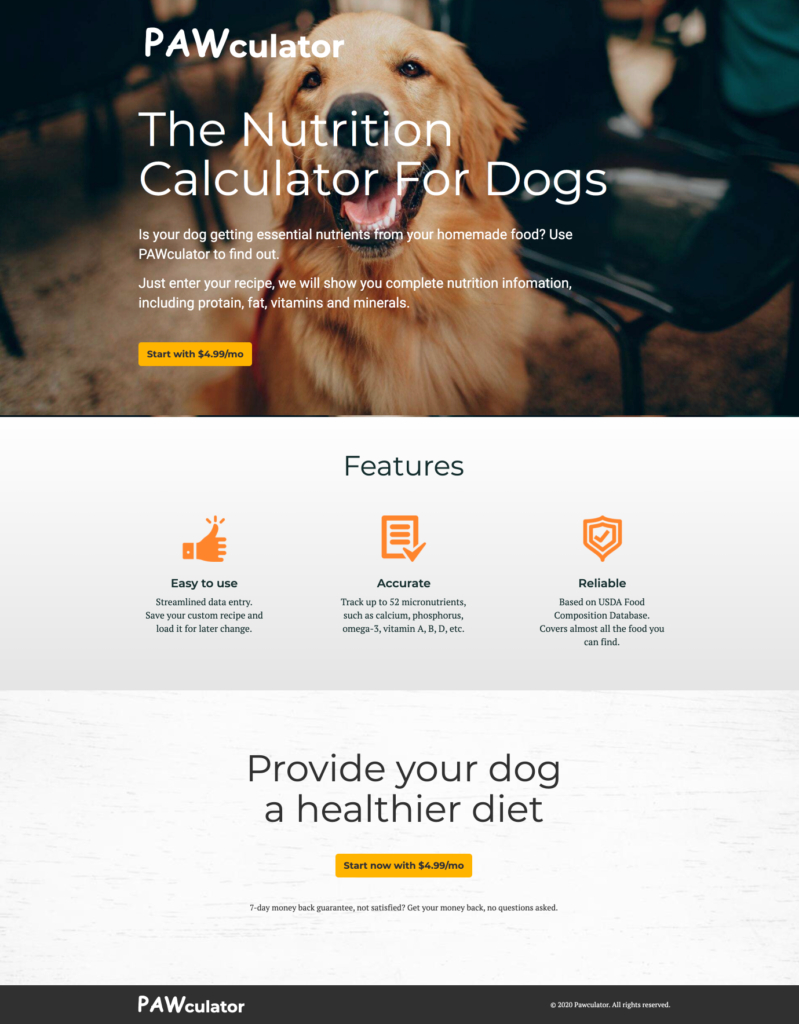 PAWculator
The Nutrition
Calculator For Dogs
Is your dog getting essential nutrients from your homemade food? Use
PAWculator to find out.
Just enter your recipe, we will show you complete nutrition infomation,
including protain, fat, vitamins and minerals.
Start with $4.99/mo
Features
Easy to use
Streamlined data entry.
Save your custom recipe and
load it for later change.
Accurate
Track up to 52 micronutrients,
such as calcium, phosphorus,
omega-3, vitamin A, B, D, etc.
Reliable
Based on USDA Food
Composition Database.
Covers almost all the food you
can find.
Provide your dog
a healthier diet
Start now with $4.99/mo
7-day money back guarantee, not satisfied? Get your money back, no questions asked.
PAWculator
© 2020 Pawculator. All rights reserved.